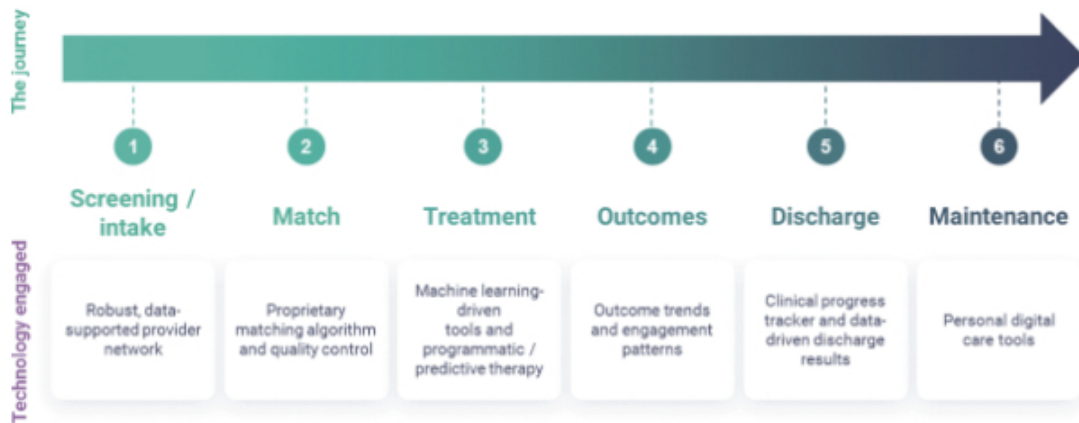 The journey
1
2
3
4
5
6
Screening /
intake
Match
Treatment
Outcomes
Discharge
Maintenance
Technology engaged
Robust, data-
supported provider
network
Proprietary
matching algorithm
and quality control
Machine learning-
driven
tools and
programmatic /
predictive therapy
Outcome trends
and engagement
patterns
Clinical progress
tracker and data-
driven discharge
results
Personal digital
care tools